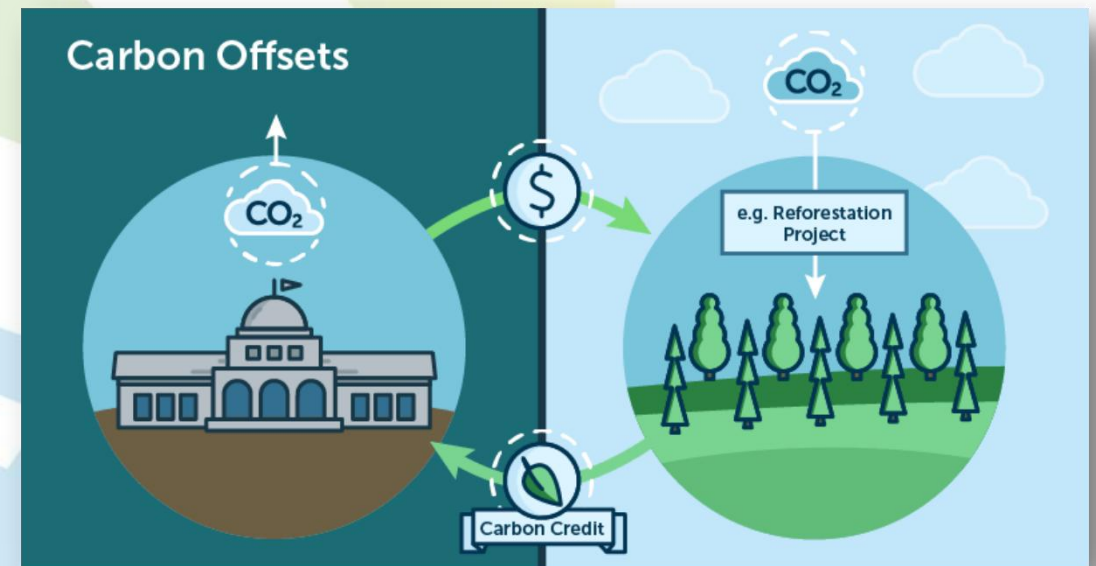 Carbon Offsets
CO₂
CO₂
$
e.g. Reforestation
Project
Carbon Credit